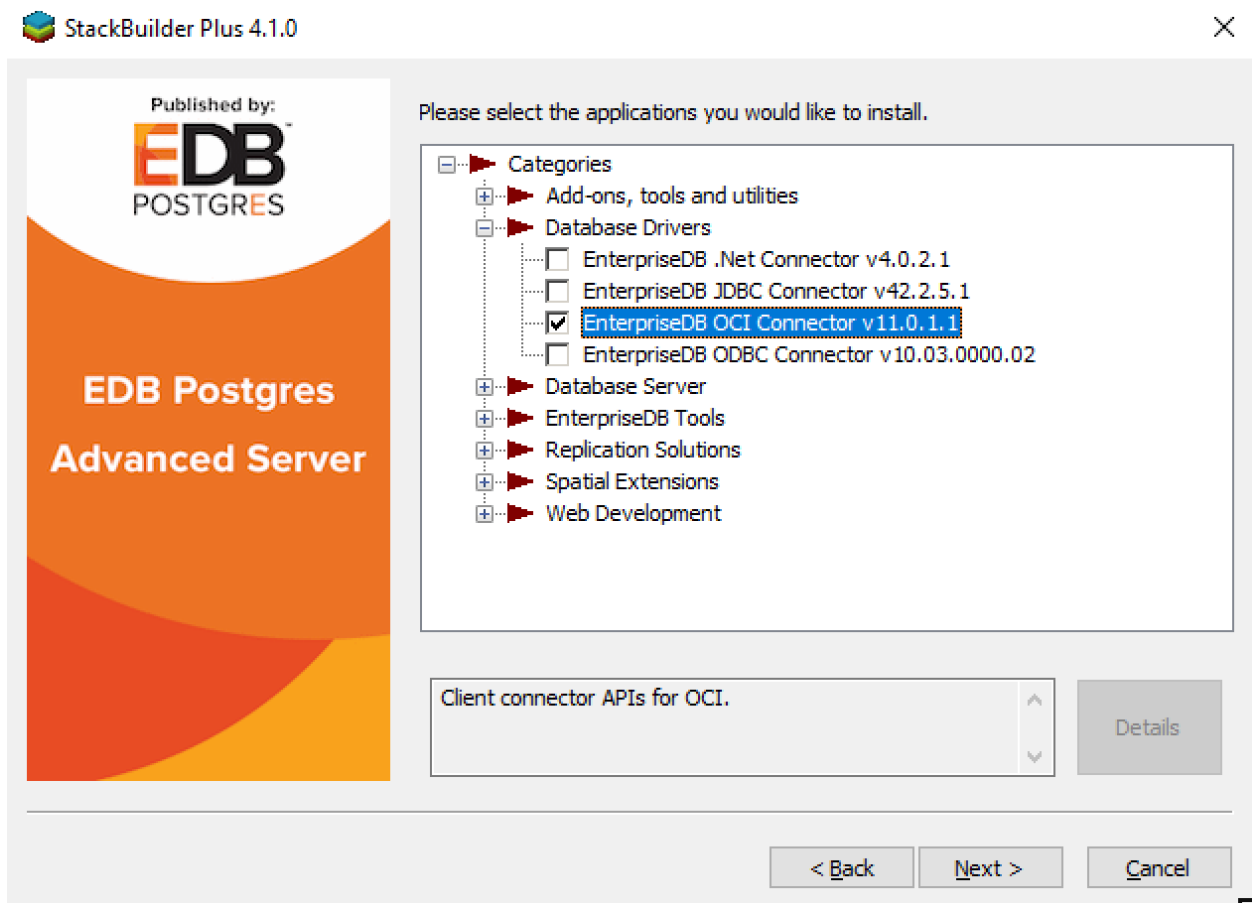 StackBuilder Plus 4.1.0
Published by:
EDB™
POSTGRES
EDB Postgres
Advanced Server
Please select the applications you would like to install.
Categories
Add-ons, tools and utilities
Database Drivers
EnterpriseDB .Net Connector v4.0.2.1
EnterpriseDB JDBC Connector v42.2.5.1
EnterpriseDB OCI Connector v11.0.1.1
EnterpriseDB ODBC Connector v10.03.0000.02
Database Server
EnterpriseDB Tools
Replication Solutions
Spatial Extensions
Web Development
Client connector APIs for OCI.
Details
< Back
Next >
Cancel